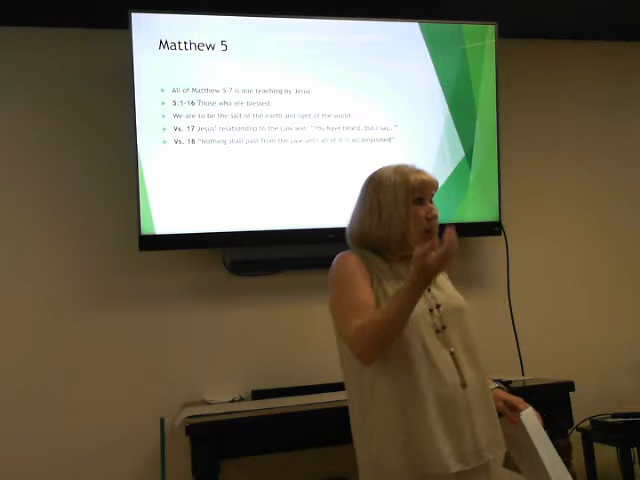 Matthew 5
All of Matthew 5-7 is one teaching by Jesus
5:1-16 Those who are blessed
We are to be the salt of the earth and light of the world
Vs. 17 Jesus' relationship to the Law was: "You have heard, but I say…"
Vs. 18 "Nothing shall pass from the Law until all of it is accomplished"